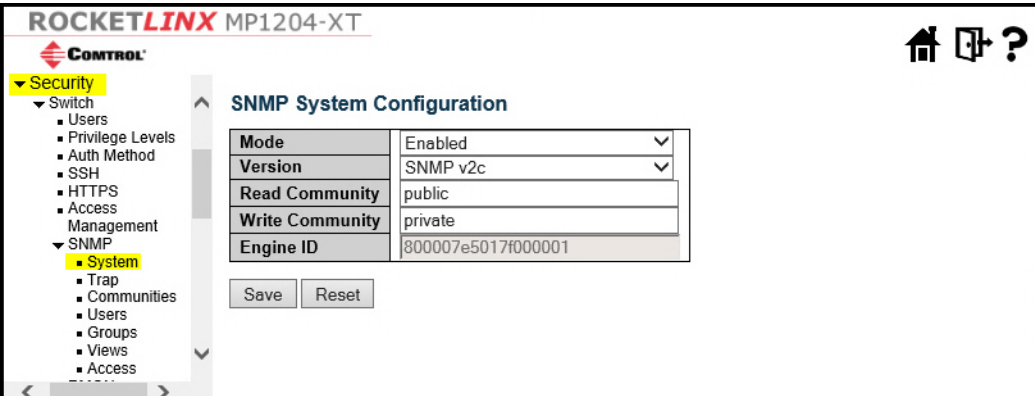 ROCKETLINX MP1204-XT
COMTROL
Security
Switch
Users
Privilege Levels
Auth Method
SSH
HTTPS
Access
Management
SNMP
System
Trap
Communities
Users
Groups
Views
Access
SNMP System Configuration
Mode Enabled
Version SNMP v2c
Read Community public
Write Community private
Engine ID 800007e5017f000001
Save Reset